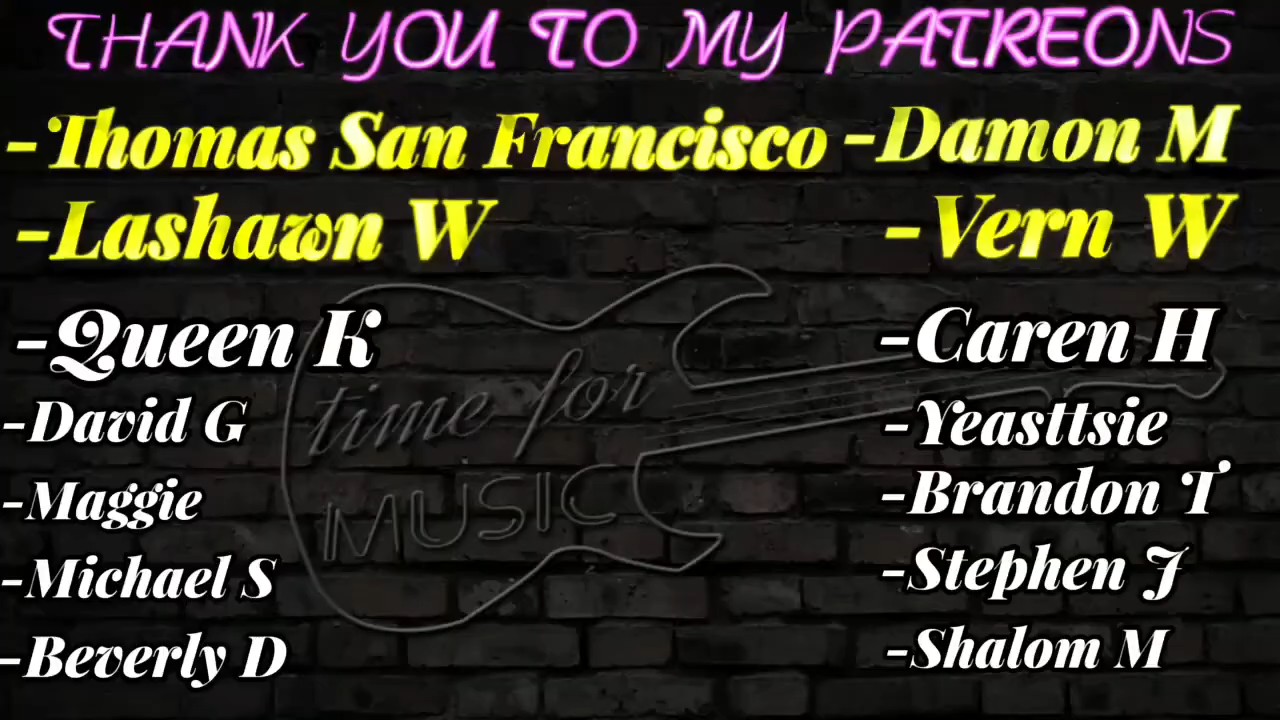 THANK YOU TO MY PATREONS
-Thomas San Francisco
-Damon M
-Lashawn W
-Vern W
-Queen K
-Caren H
time for
MUSIC
-David G
-Yeasttsie
-Maggie
-Brandon T
-Michael S
-Stephen J
-Beverly D
-Shalom M